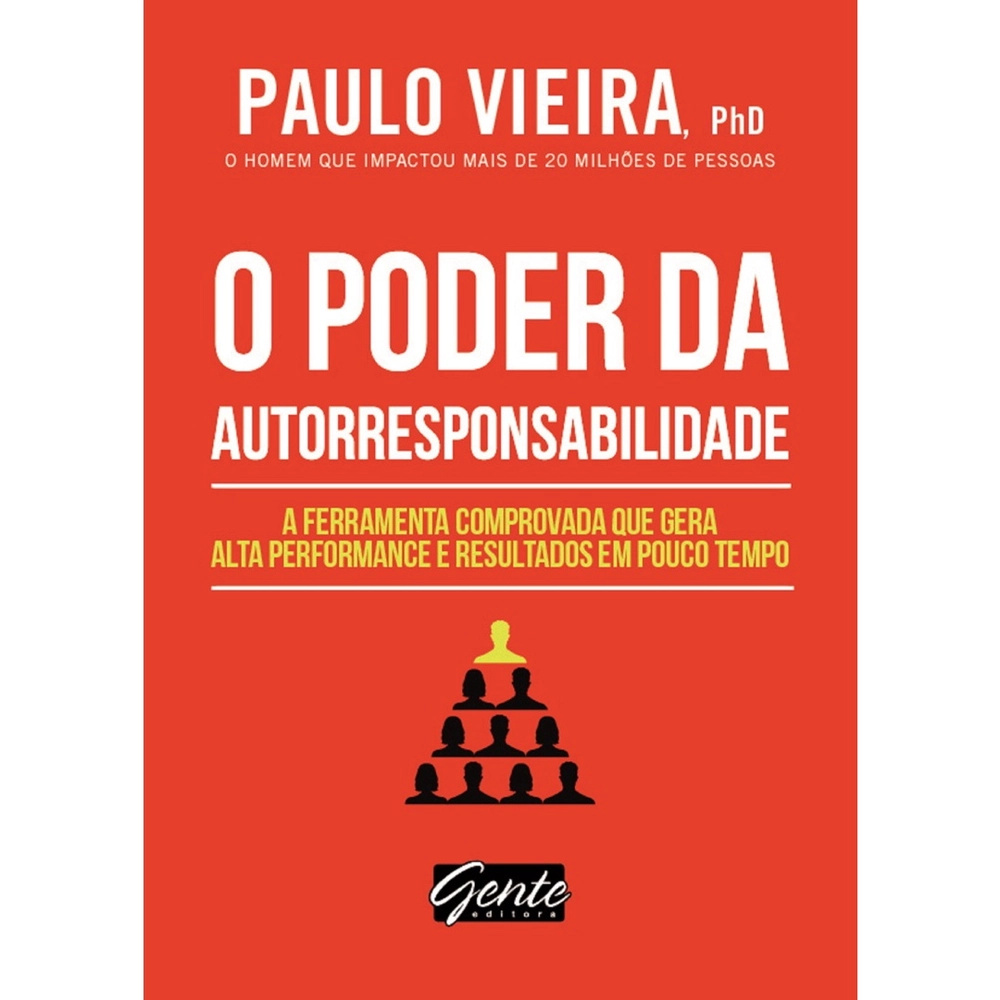 PAULO VIEIRA, PhD
O HOMEM QUE IMPACTOU MAIS DE 20 MILHÕES DE PESSOAS
O PODER DA
AUTORRESPONSABILIDADE
A FERRAMENTA COMPROVADA QUE GERA
ALTA PERFORMANCE E RESULTADOS EM POUCO TEMPO
Gente
editora